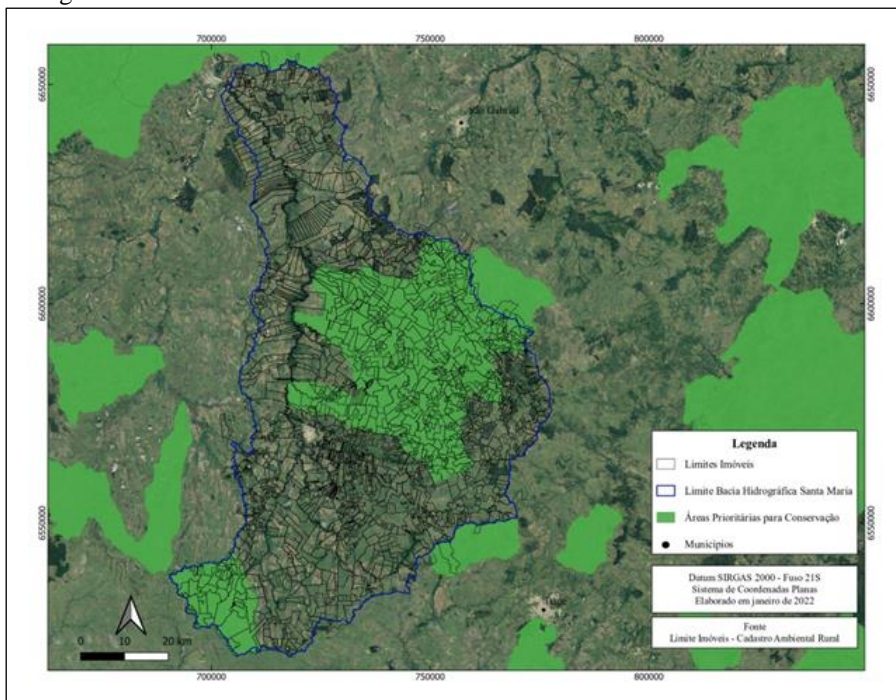 700000 750000 800000
6650000
6650000
São Gabriel
6600000
6600000
Legenda
Limites Imóveis
Limite Bacia Hidrográfica Santa Maria
Áreas Prioritárias para Conservação
Municípios
6550000
6550000
Datum SIRGAS 2000 - Fuso 21S
Sistema de Coordenadas Planas
Elaborado em janeiro de 2022
Fonte
Limite Imóveis - Cadastro Ambiental Rural
0 10 20 km
700000 750000 800000